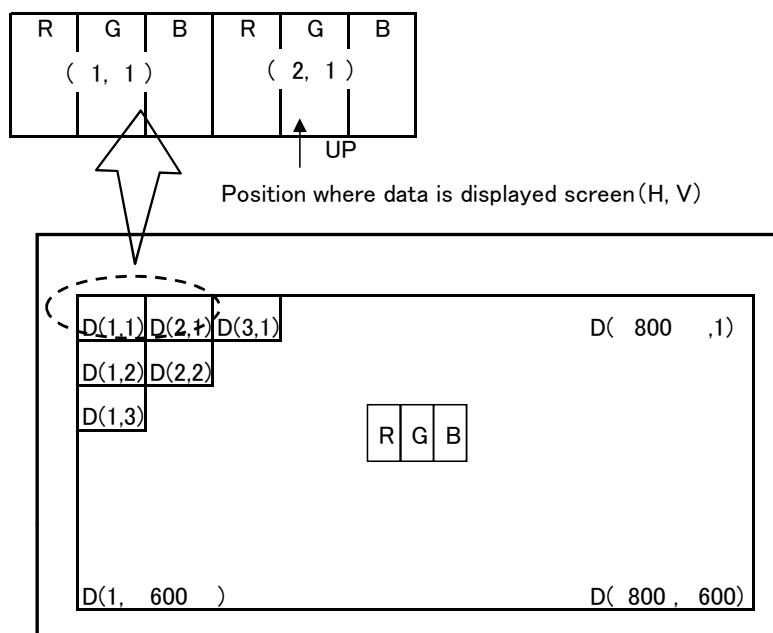 R G B R G B
( 1, 1 ) ( 2, 1 )
UP
Position where data is displayed screen(H, V)
D(1,1) D(2,1) D(3,1) D( 800 ,1)
D(1,2) D(2,2)
D(1,3)
R G B
D(1, 600 ) D( 800 , 600)